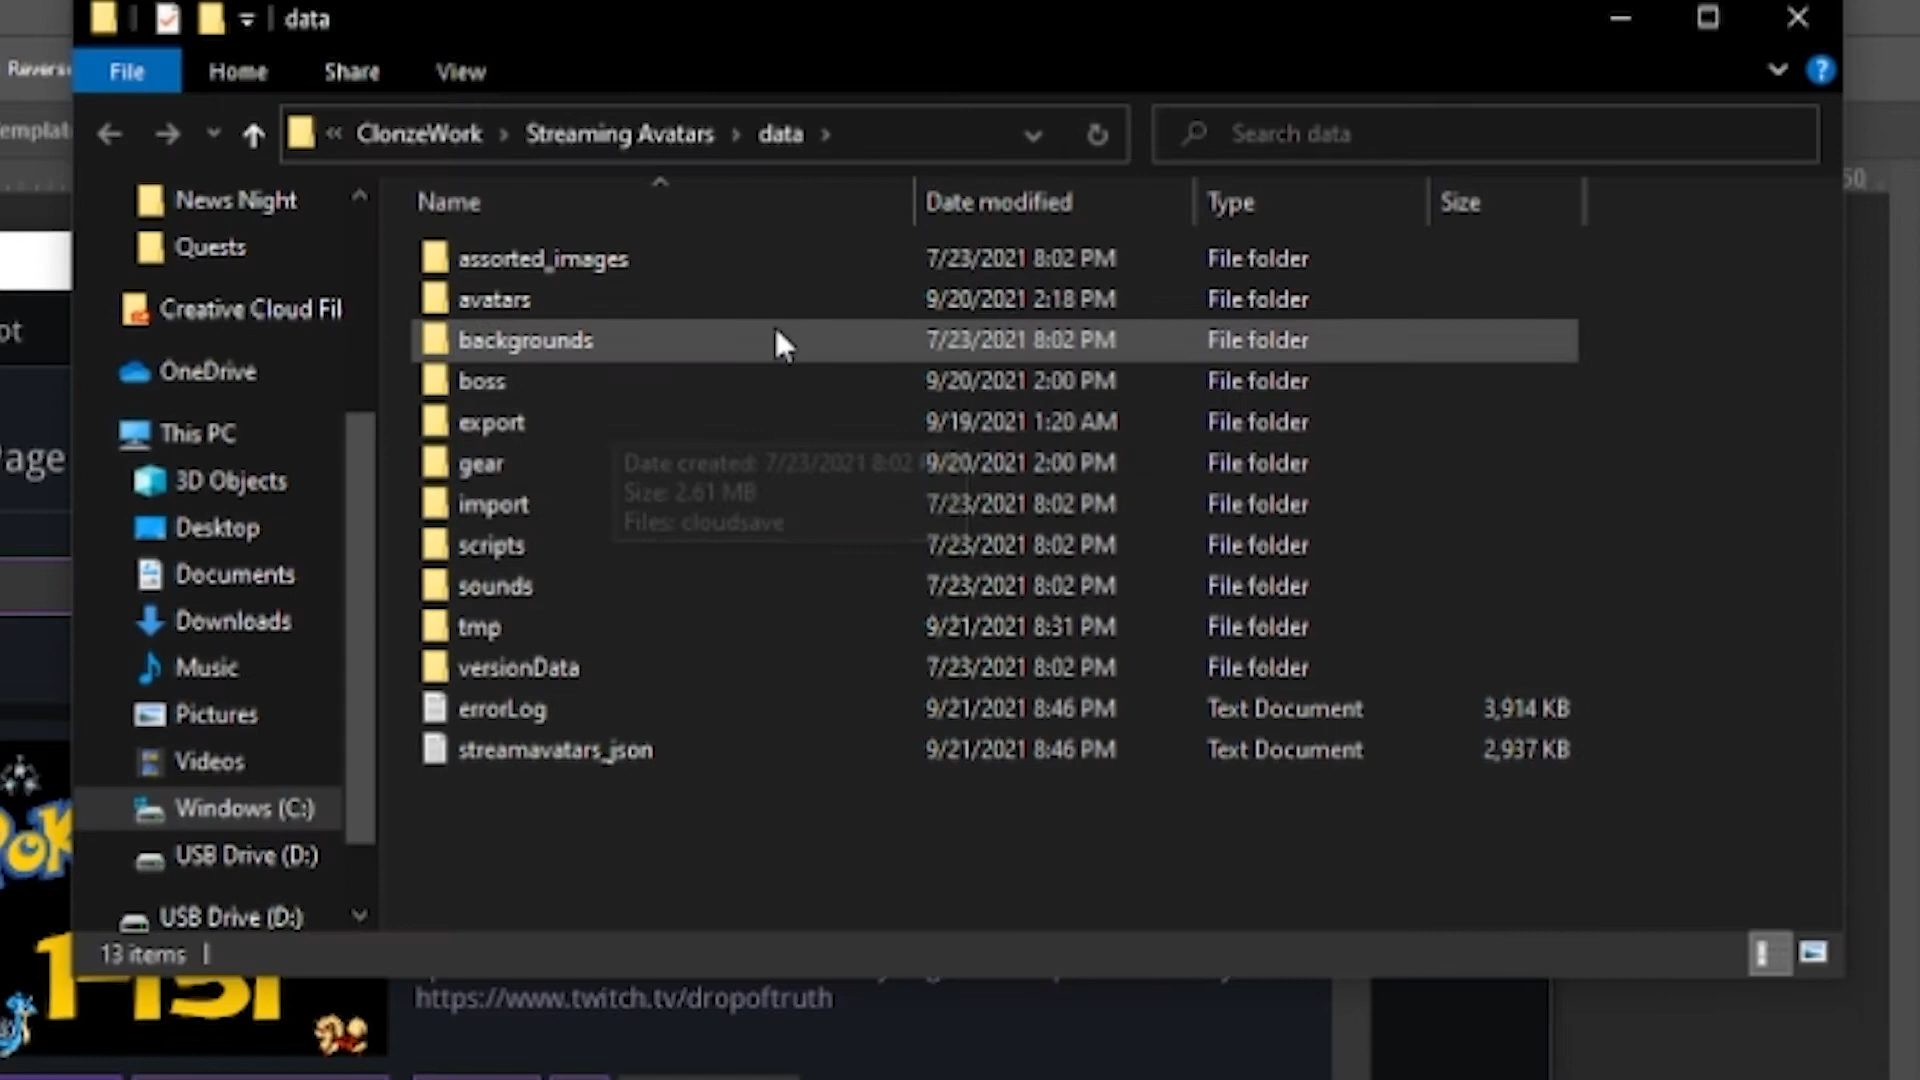 data
File Home Share View
« ClonzeWork > Streaming Avatars > data >
Search data
Name Date modified Type Size
News Night
Quests
Creative Cloud Fil
OneDrive
This PC
3D Objects
Desktop
Documents
Downloads
Music
Pictures
Videos
Windows (C:)
USB Drive (D:)
USB Drive (D:)
assorted_images 7/23/2021 8:02 PM File folder
avatars 9/20/2021 2:18 PM File folder
backgrounds 7/23/2021 8:02 PM File folder
boss 9/20/2021 2:00 PM File folder
export 9/19/2021 1:20 AM File folder
gear 9/20/2021 2:00 PM File folder
import 7/23/2021 8:02 PM File folder
scripts 7/23/2021 8:02 PM File folder
sounds 7/23/2021 8:02 PM File folder
tmp 9/21/2021 8:31 PM File folder
versionData 7/23/2021 8:02 PM File folder
errorLog 9/21/2021 8:46 PM Text Document 3,914 KB
streamavatars_json 9/21/2021 8:46 PM Text Document 2,937 KB
Date created: 7/23/2021 8:02
Size: 2.61 MB
Files: cloudsave
13 items
https://www.twitch.tv/dropoftruth